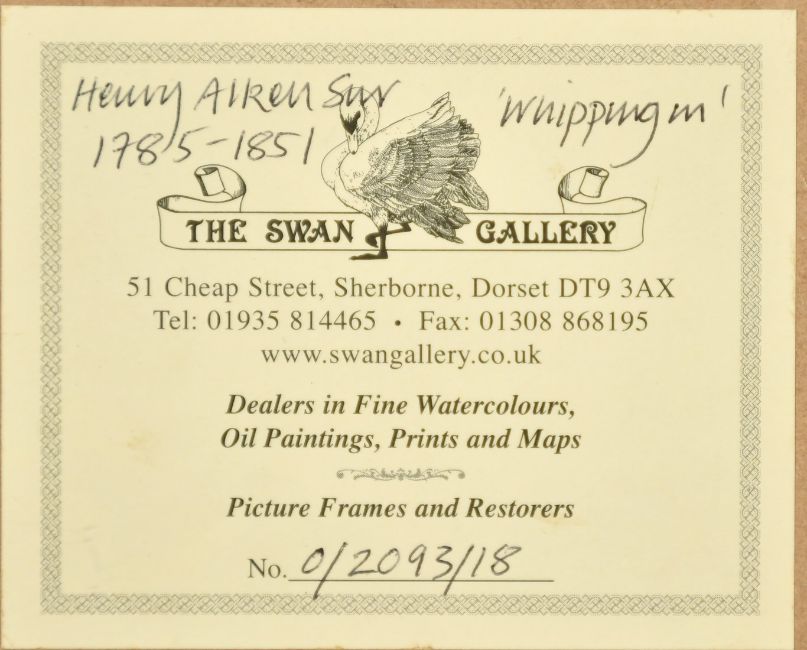 Henry Alken Snr 'Whipping in'
1785-1851
THE SWAN GALLERY
51 Cheap Street, Sherborne, Dorset DT9 3AX
Tel: 01935 814465 • Fax: 01308 868195
www.swangallery.co.uk
Dealers in Fine Watercolours,
Oil Paintings, Prints and Maps
Picture Frames and Restorers
No. 0/2093/18